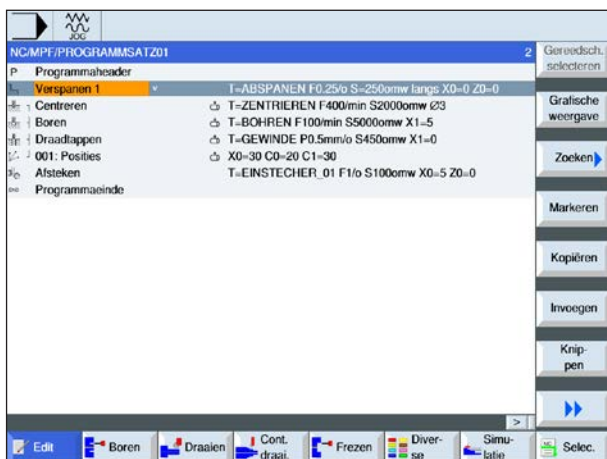 JOG
NC/MPF/PROGRAMMSATZ01 2
P Programmaheader
Verspanen 1 T=ABSPANEN F0.25/o S=250omw langs X0=0 Z0=0
Centreren T=ZENTRIEREN F400/min S2000omw Ø3
Boren T=BOHREN F100/min S5000omw X1=5
Draadtappen T=GEWINDE P0.5mm/o S450omw X1=0
001: Posities X0=30 C0=20 C1=30
Afsteken T=EINSTECHER_01 F1/o S100omw X0=5 Z0=0
END Programmaeinde
Gereedsch.
selecteren
Grafische
weergave
Zoeken
Markeren
Kopiëren
Invoegen
Knip-
pen
>
Edit
Boren
Draaien
Cont.
draai.
Frezen
Diver-
se
Simu-
latie
NC
Selec.